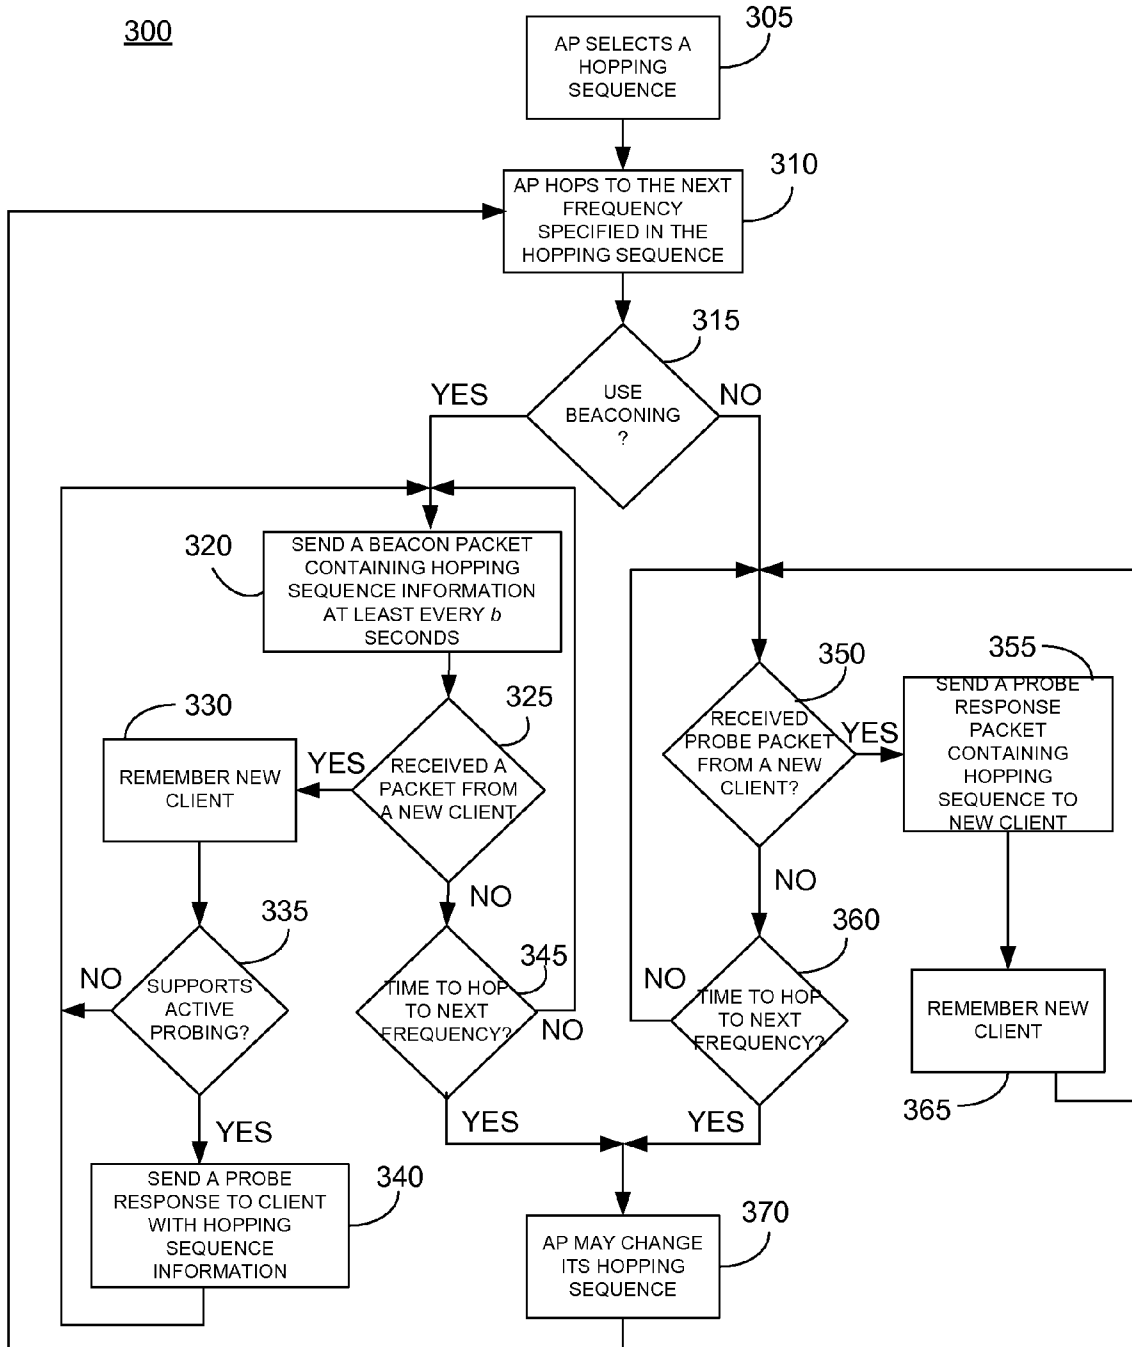 300
305
AP SELECTS A
HOPPING
SEQUENCE
310
AP HOPS TO THE NEXT
FREQUENCY
SPECIFIED IN THE
HOPPING SEQUENCE
315
USE
BEACONING
?
YES
NO
320
SEND A BEACON PACKET
CONTAINING HOPPING
SEQUENCE INFORMATION
AT LEAST EVERY b
SECONDS
325
RECEIVED A
PACKET FROM
A NEW CLIENT
YES
NO
330
REMEMBER NEW
CLIENT
335
SUPPORTS
ACTIVE
PROBING?
NO
YES
340
SEND A PROBE
RESPONSE TO CLIENT
WITH HOPPING
SEQUENCE
INFORMATION
345
TIME TO HOP
TO NEXT
FREQUENCY?
NO
YES
350
RECEIVED
PROBE PACKET
FROM A NEW
CLIENT?
YES
NO
355
SEND A PROBE
RESPONSE
PACKET
CONTAINING
HOPPING
SEQUENCE TO
NEW CLIENT
360
TIME TO HOP
TO NEXT
FREQUENCY?
NO
YES
REMEMBER NEW
CLIENT
365
370
AP MAY CHANGE
ITS HOPPING
SEQUENCE